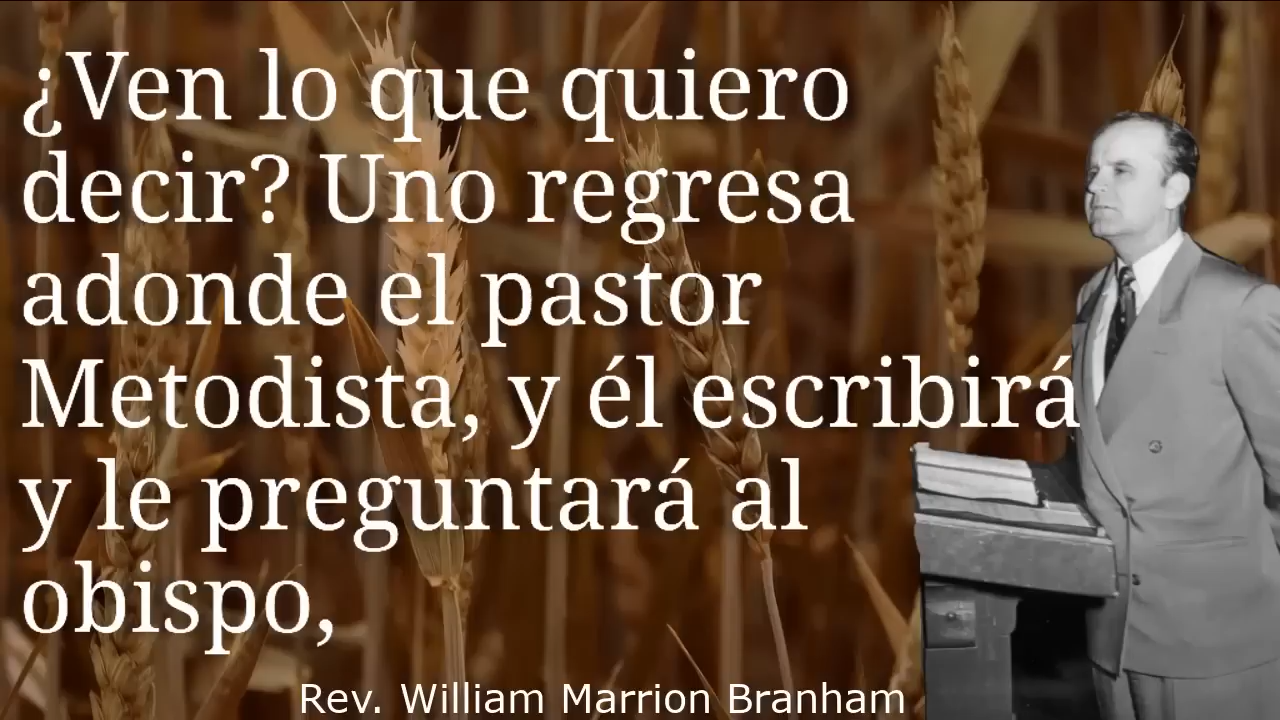 ¿Ven lo que quiero
decir? Uno regresa
adonde el pastor
Metodista, y él escribirá
y le preguntará al
obispo,
Rev. William Marrion Branham